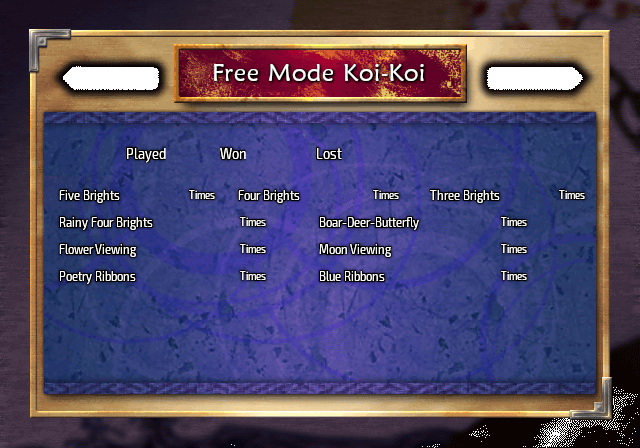 Free Mode Koi-Koi
Played Won Lost
Five Brights Times Four Brights Times Three Brights Times
Rainy Four Brights Times Boar-Deer-Butterfly Times
Flower Viewing Times Moon Viewing Times
Poetry Ribbons Times Blue Ribbons Times